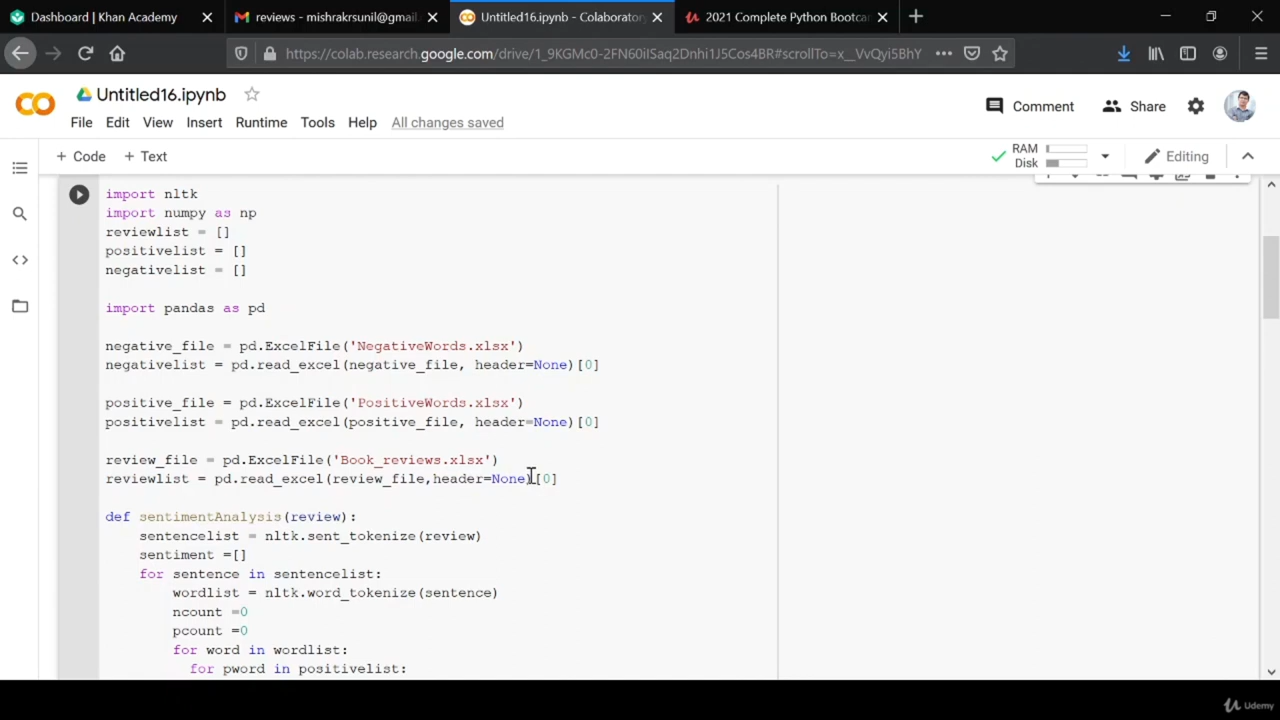 Dashboard | Khan Academy
reviews - mishrakrsunil@gmail.
Untitled16.ipynb - Colaborator
2021 Complete Python Bootcar
https://colab.research.google.com/drive/1_9KGMc0-2FN60iISaq2Dnhi1J5Cos4BR#scrollTo=x__VvQyi5BhY
Untitled16.ipynb
Comment
Share
File Edit View Insert Runtime Tools Help All changes saved
+ Code + Text
RAM
Disk
Editing
import nltk
import numpy as np
reviewlist = []
positivelist = []
negativelist = []
import pandas as pd
negative_file = pd.ExcelFile('NegativeWords.xlsx')
negativelist = pd.read_excel(negative_file, header=None)[0]
positive_file = pd.ExcelFile('PositiveWords.xlsx')
positivelist = pd.read_excel(positive_file, header=None)[0]
review_file = pd.ExcelFile('Book_reviews.xlsx')
reviewlist = pd.read_excel(review_file,header=None)[0]
def sentimentAnalysis(review):
sentencelist = nltk.sent_tokenize(review)
sentiment =[]
for sentence in sentencelist:
wordlist = nltk.word_tokenize(sentence)
ncount =0
pcount =0
for word in wordlist:
for pword in positivelist:
Udemy